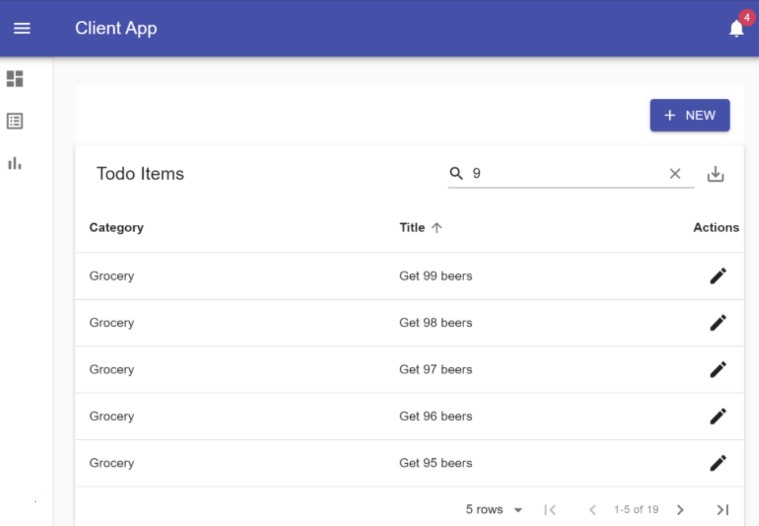 Client App
4
+ NEW
Todo Items
9
Category Title Actions
Grocery Get 99 beers
Grocery Get 98 beers
Grocery Get 97 beers
Grocery Get 96 beers
Grocery Get 95 beers
5 rows 1-5 of 19